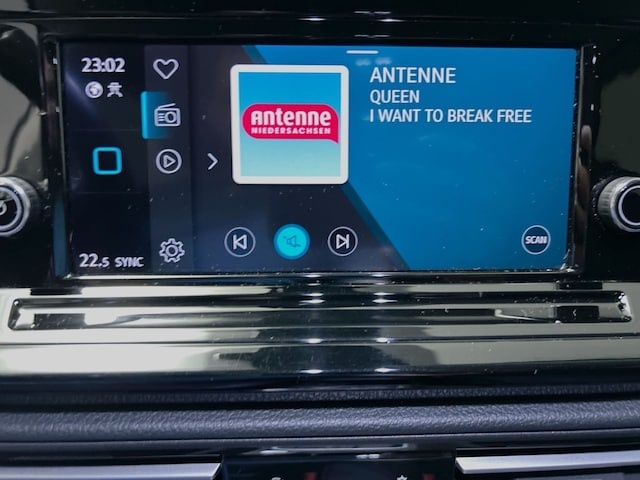 23:02
Antenne
NIEDERSACHSEN
ANTENNE
QUEEN
I WANT TO BREAK FREE
SCAN
22.5 SYNC